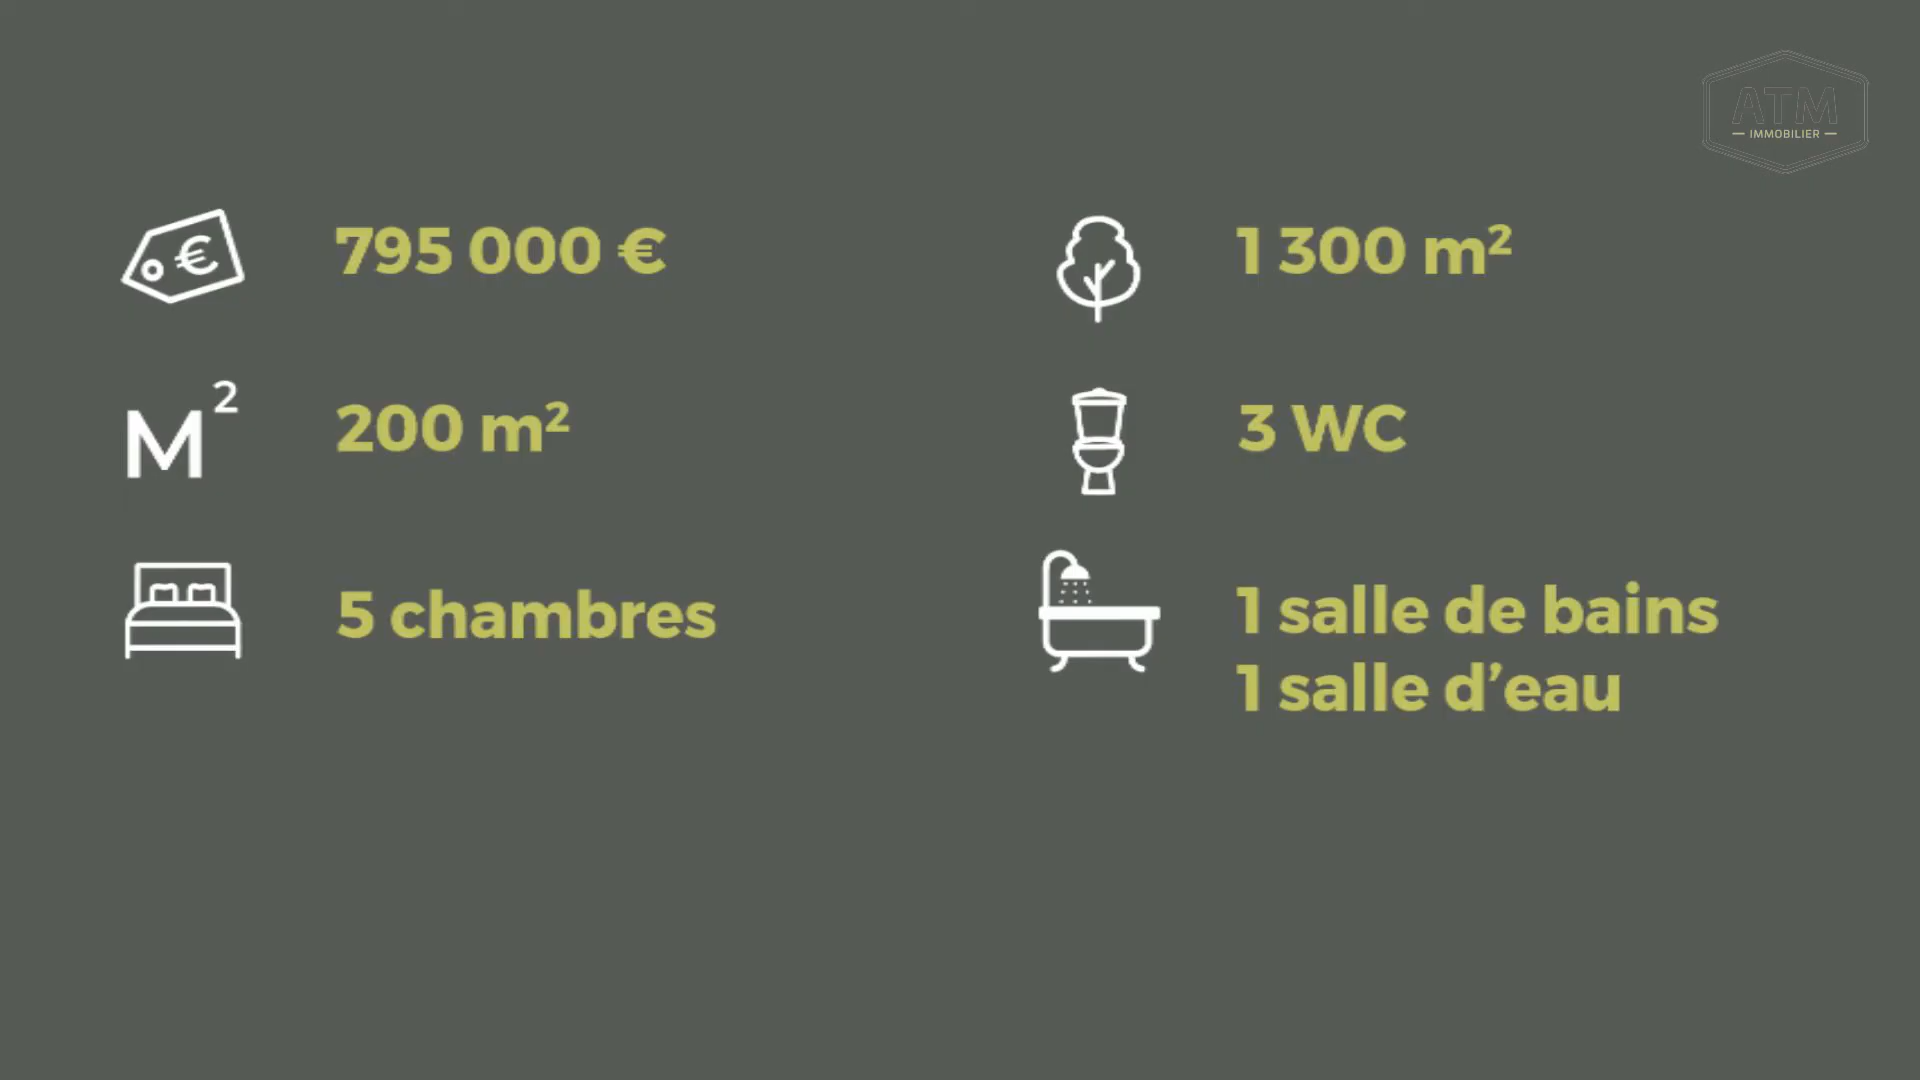 ATM
IMMOBILIER
€
795 000 €
M²
200 m²
5 chambres
1 300 m²
3 WC
1 salle de bains
1 salle d’eau